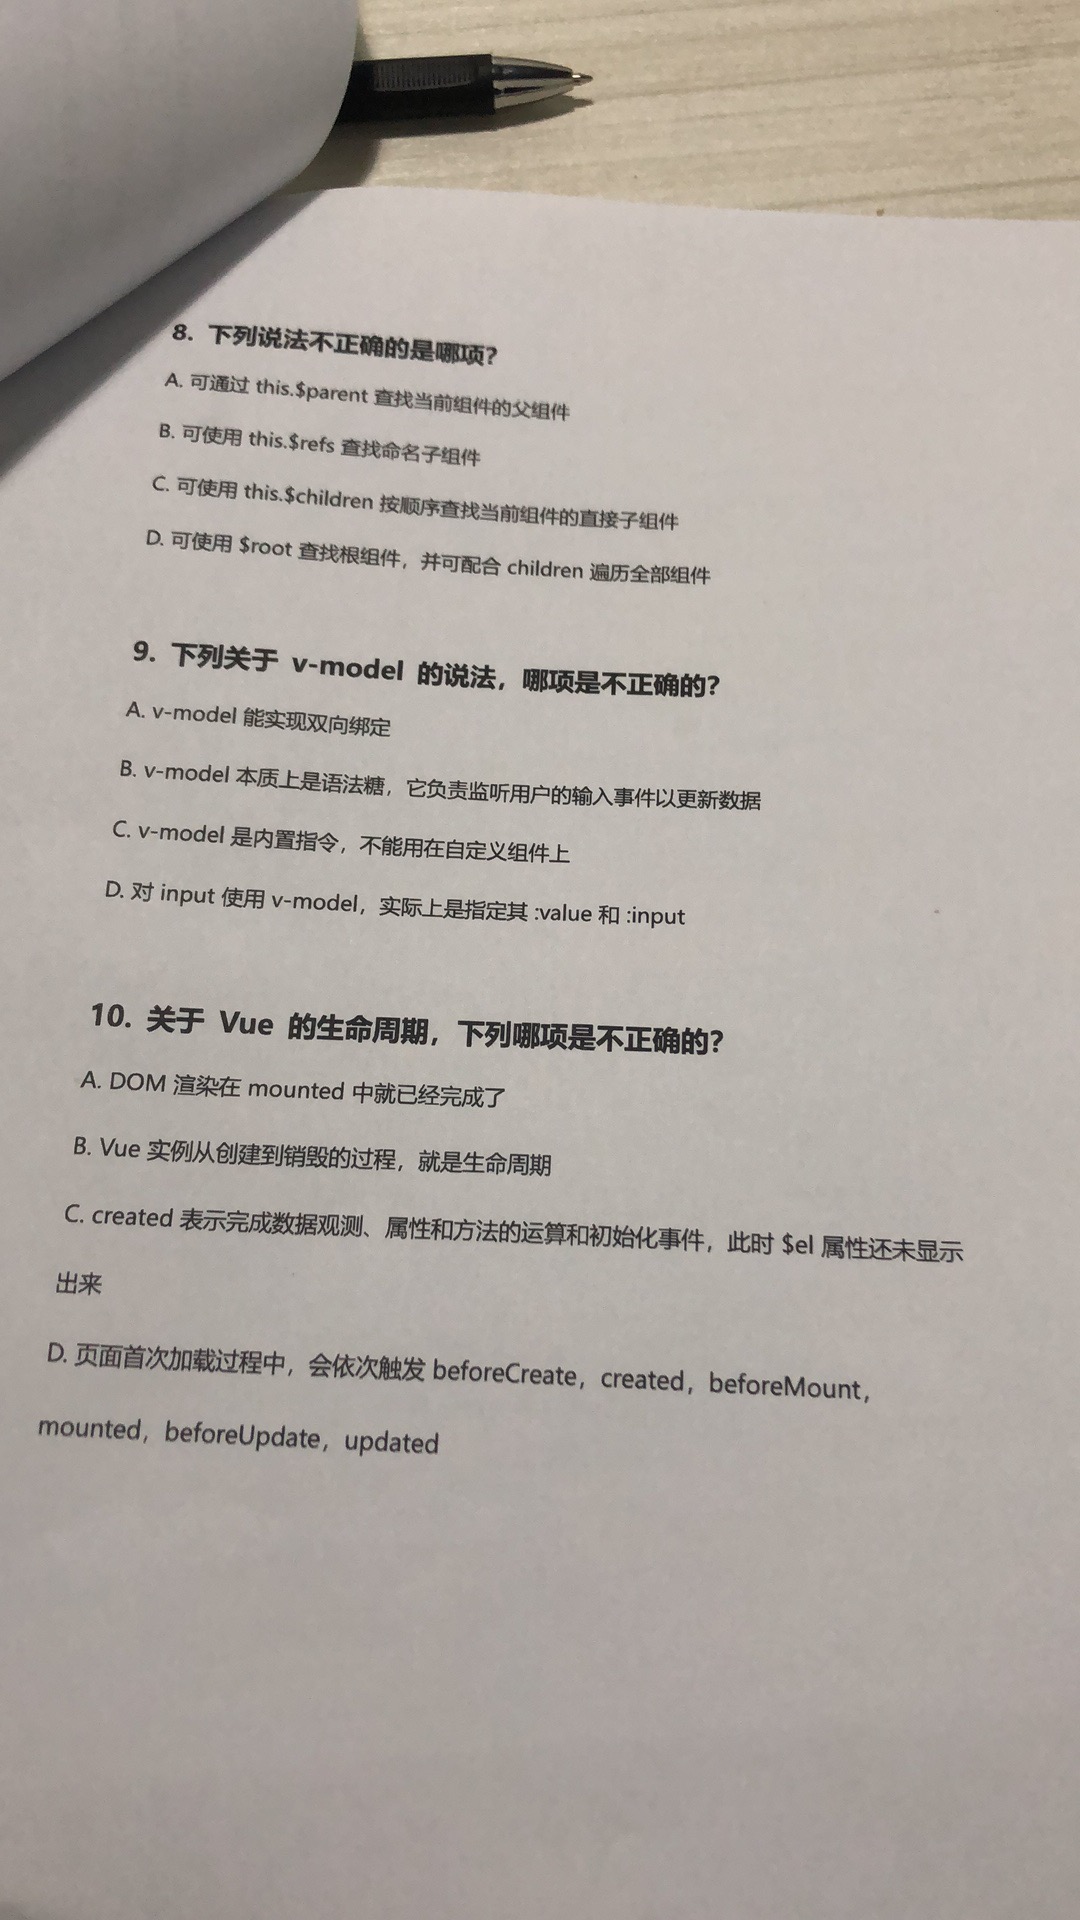 8. 下列说法不正确的是哪项？
A. 可通过 this.$parent 查找当前组件的父组件
B. 可使用 this.$refs 查找命名子组件
C. 可使用 this.$children 按顺序查找当前组件的直接子组件
D. 可使用 $root 查找根组件，并可配合 children 遍历全部组件
9. 下列关于 v-model 的说法，哪项是不正确的？
A. v-model 能实现双向绑定
B. v-model 本质上是语法糖，它负责监听用户的输入事件以更新数据
C. v-model 是内置指令，不能用在自定义组件上
D. 对 input 使用 v-model，实际上是指定其 :value 和 :input
10. 关于 Vue 的生命周期，下列哪项是不正确的？
A. DOM 渲染在 mounted 中就已经完成了
B. Vue 实例从创建到销毁的过程，就是生命周期
C. created 表示完成数据观测、属性和方法的运算和初始化事件，此时 $el 属性还未显示
出来
D. 页面首次加载过程中，会依次触发 beforeCreate，created，beforeMount，
mounted，beforeUpdate，updated